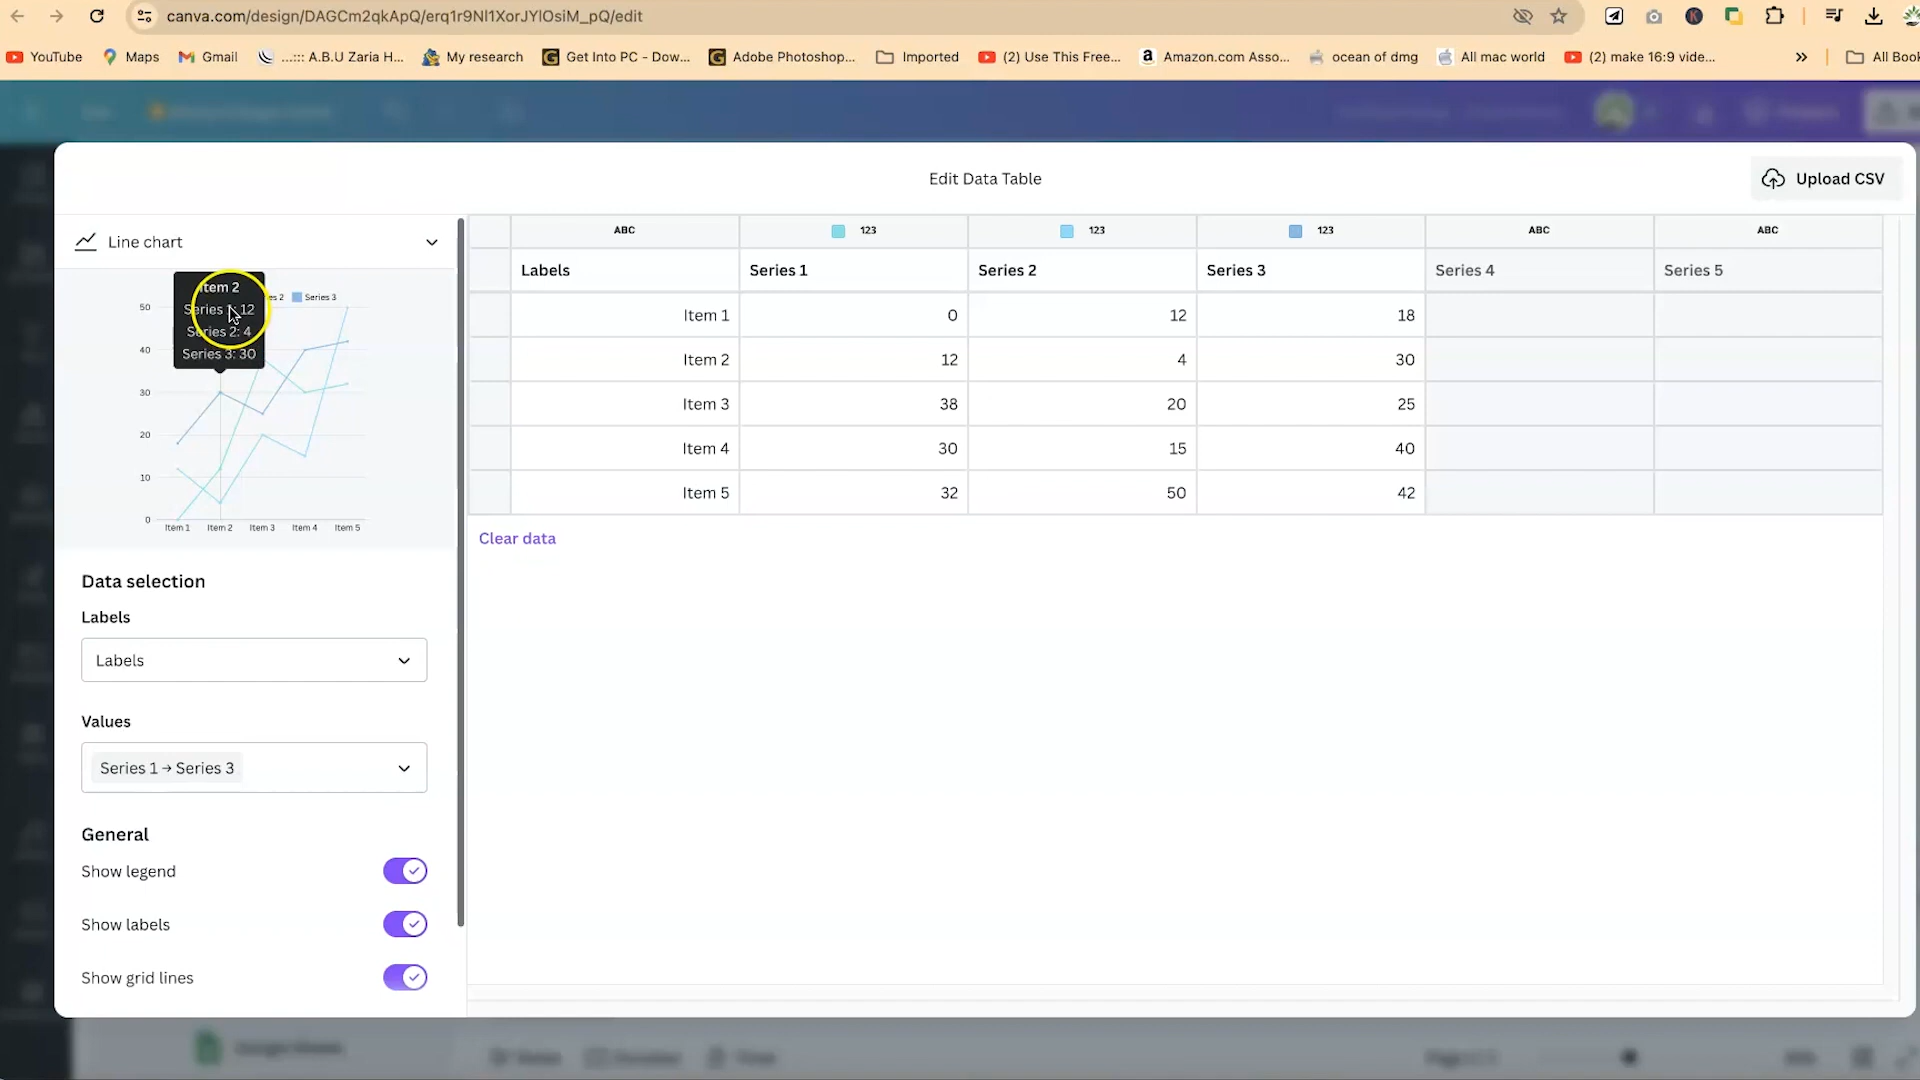 canva.com/design/DAGCm2qkApQ/erq1r9Nl1XorJYlOsiM_pQ/edit
YouTube Maps Gmail ...::: A.B.U Zaria H... My research Get Into PC - Dow... Adobe Photoshop... Imported (2) Use This Free... Amazon.com Asso... ocean of dmg All mac world (2) make 16:9 vide... » All Book
Edit Data Table
Upload CSV
Line chart
Item 2
Series 1: 12
Series 2: 4
Series 3: 30
es 2 Series 3
50
40
30
20
10
0
Item 1 Item 2 Item 3 Item 4 Item 5
Data selection
Labels
Labels
Values
Series 1 → Series 3
General
Show legend
Show labels
Show grid lines
ABC 123 123 123 ABC ABC
Labels Series 1 Series 2 Series 3 Series 4 Series 5
Item 1 0 12 18
Item 2 12 4 30
Item 3 38 20 25
Item 4 30 15 40
Item 5 32 50 42
Clear data